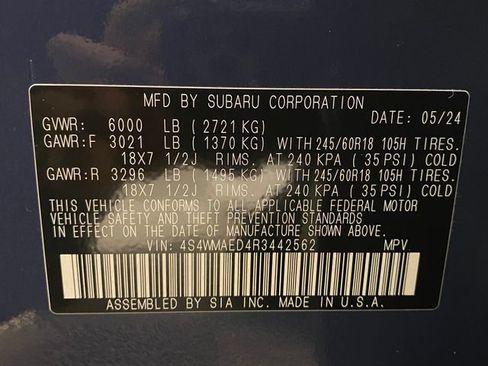 MFD BY SUBARU CORPORATION
DATE: 05/24
GVWR: 6000 LB ( 2721 KG)
GAWR:F 3021 LB ( 1370 KG) WITH 245/60R18 105H TIRES.
18X7 1/2J RIMS. AT 240 KPA ( 35 PSI) COLD
GAWR:R 3296 LB ( 1495 KG) WITH 245/60R18 105H TIRES.
18X7 1/2J RIMS. AT 240 KPA ( 35 PSI) COLD
THIS VEHICLE CONFORMS TO ALL APPLICABLE FEDERAL MOTOR
VEHICLE SAFETY AND THEFT PREVENTION STANDARDS
IN EFFECT ON THE DATE OF MANUFACTURE SHOWN ABOVE.
VIN: 4S4WMAED4R3442562 MPV
ASSEMBLED BY SIA INC. MADE IN U.S.A.